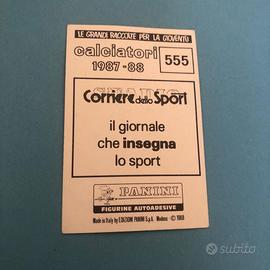 LE GRANDI RACCOLTE PER LA GIOVENTÙ
calciatori
1987-88
555
STADIO
Corriere dello Sport
il giornale
che insegna
lo sport
PANINI
FIGURINE AUTOADESIVE
Made in Italy by EDIZIONI PANINI S.p.A. Modena - © 1988
subito